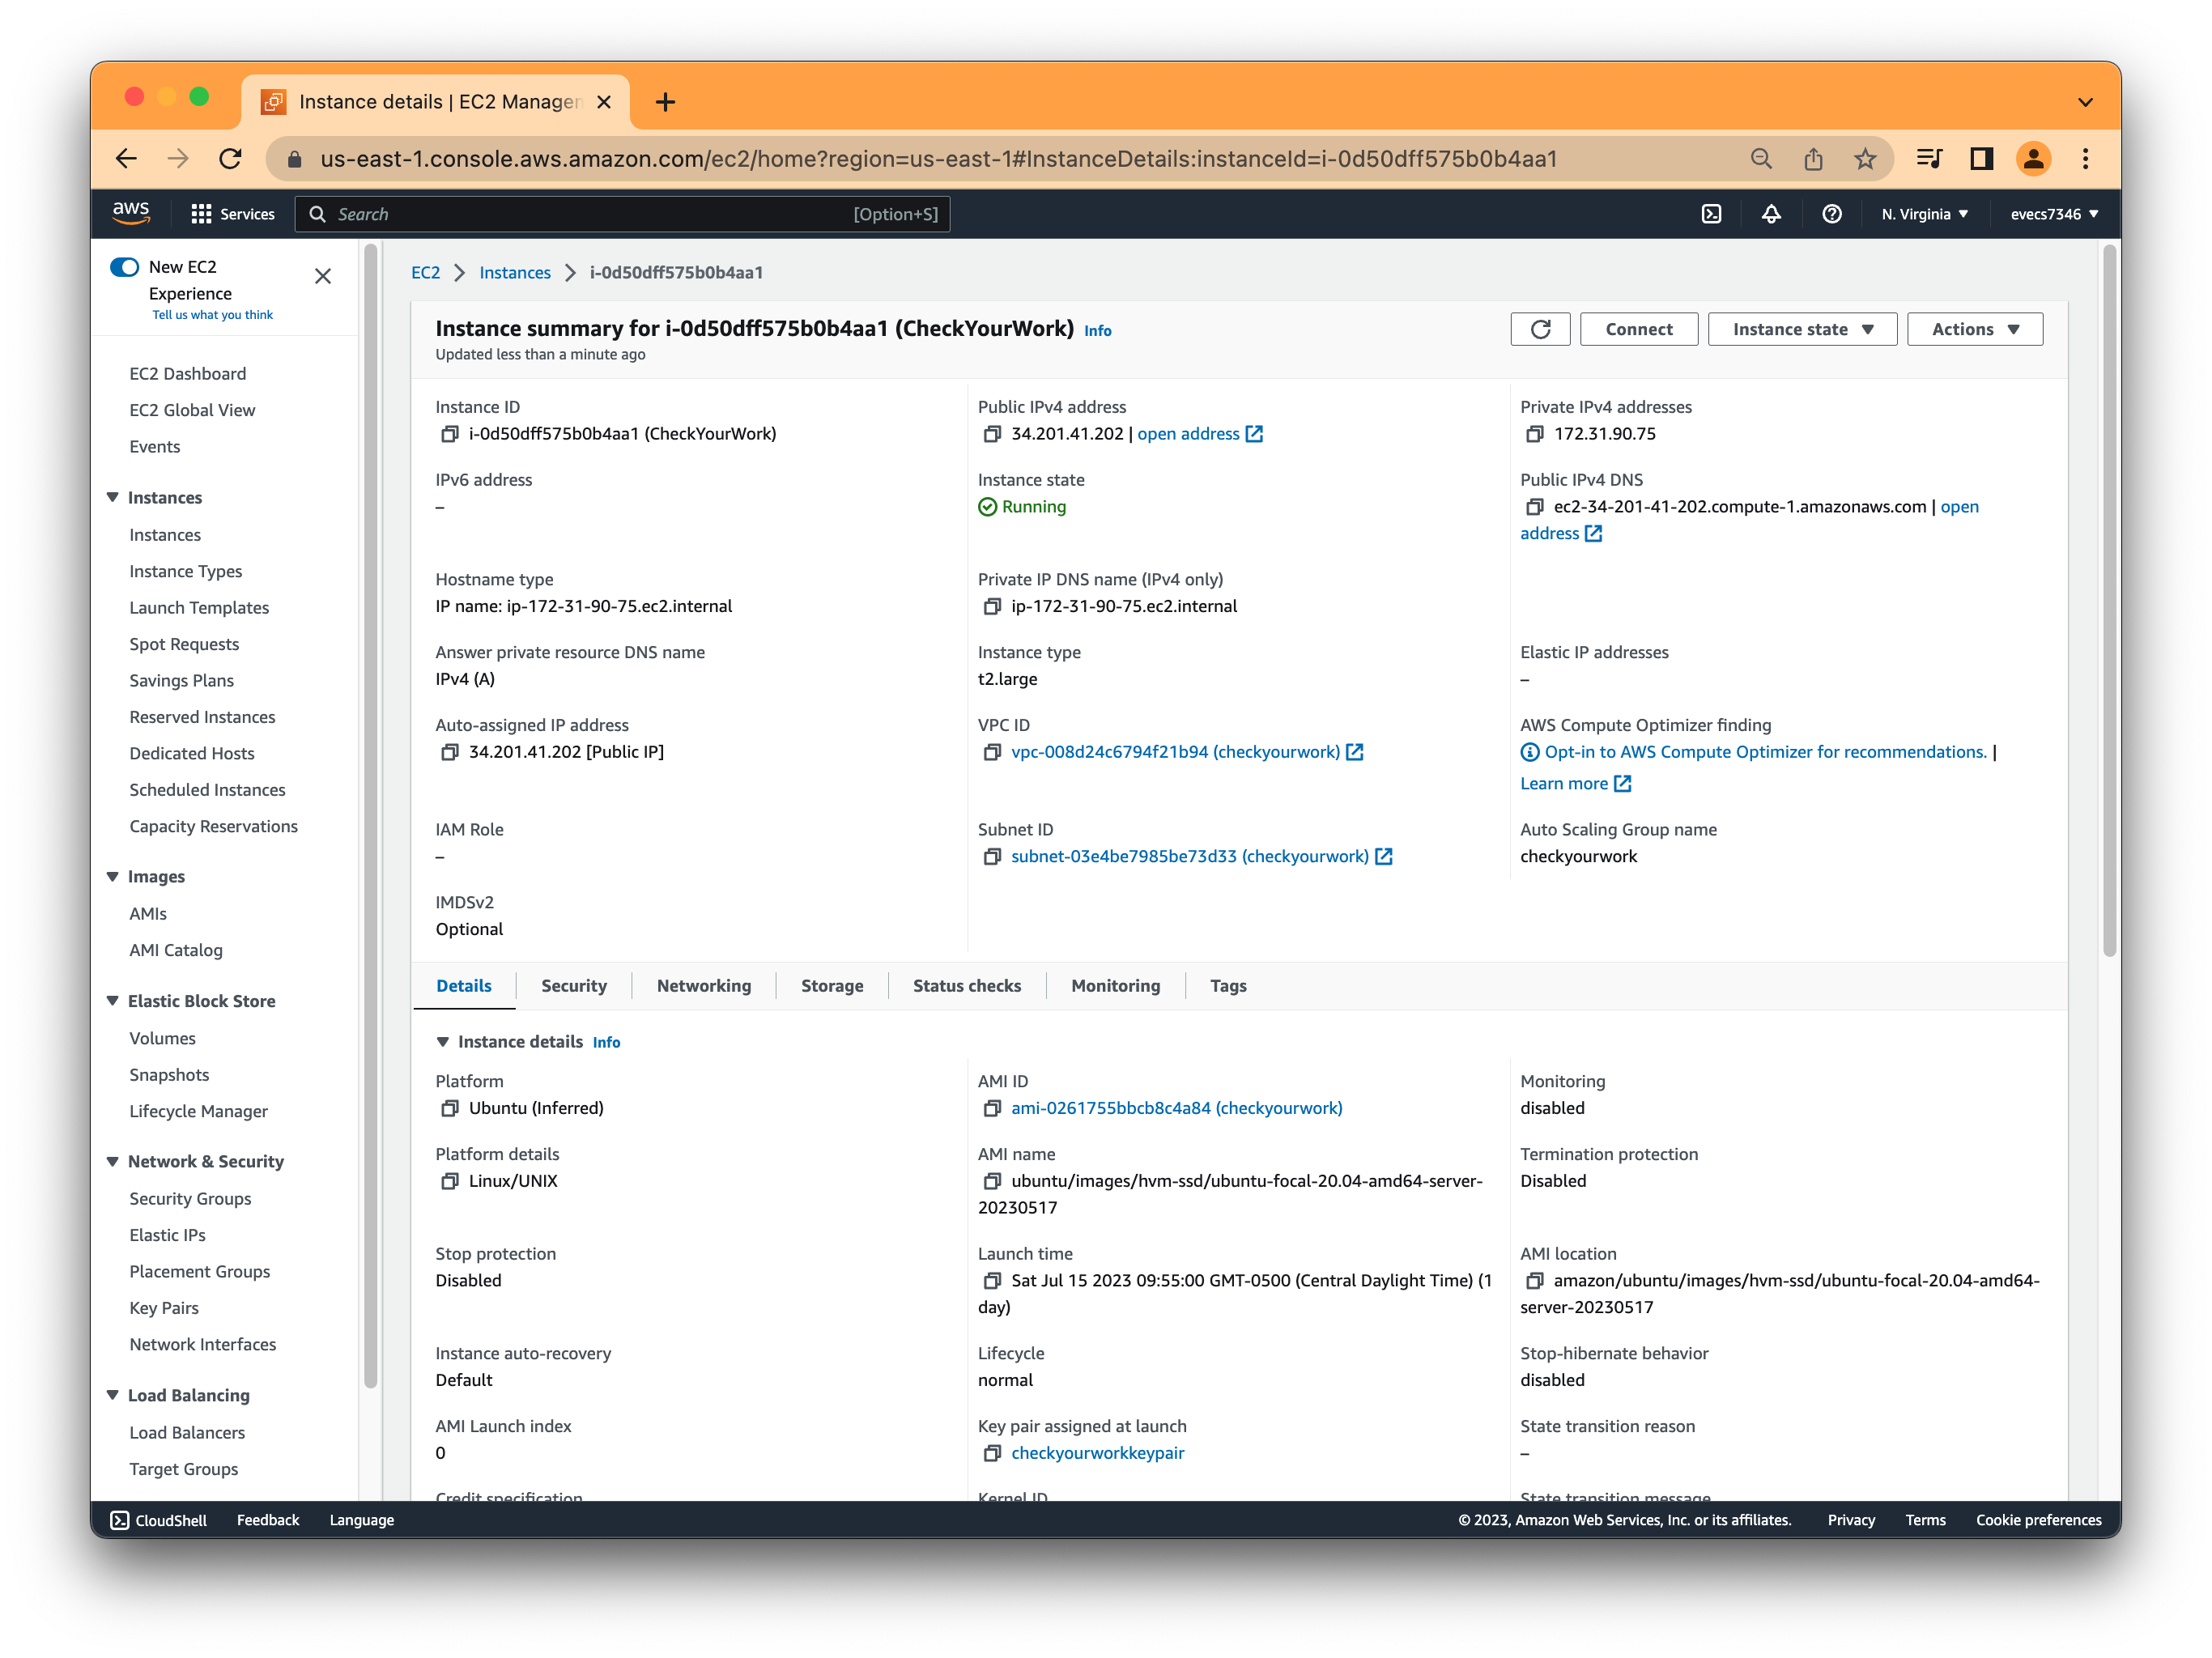 Instance details | EC2 Manager
us-east-1.console.aws.amazon.com/ec2/home?region=us-east-1#InstanceDetails:instanceId=i-0d50dff575b0b4aa1
aws
Services
Search
[Option+S]
N. Virginia
evecs7346
New EC2
Experience
Tell us what you think
EC2 Dashboard
EC2 Global View
Events
Instances
Instances
Instance Types
Launch Templates
Spot Requests
Savings Plans
Reserved Instances
Dedicated Hosts
Scheduled Instances
Capacity Reservations
Images
AMIs
AMI Catalog
Elastic Block Store
Volumes
Snapshots
Lifecycle Manager
Network & Security
Security Groups
Elastic IPs
Placement Groups
Key Pairs
Network Interfaces
Load Balancing
Load Balancers
Target Groups
EC2
Instances
i-0d50dff575b0b4aa1
Instance summary for i-0d50dff575b0b4aa1 (CheckYourWork) Info
Updated less than a minute ago
Connect
Instance state
Actions
Instance ID
i-0d50dff575b0b4aa1 (CheckYourWork)
Public IPv4 address
34.201.41.202 | open address
Private IPv4 addresses
172.31.90.75
IPv6 address
–
Instance state
Running
Public IPv4 DNS
ec2-34-201-41-202.compute-1.amazonaws.com | open
address
Hostname type
IP name: ip-172-31-90-75.ec2.internal
Private IP DNS name (IPv4 only)
ip-172-31-90-75.ec2.internal
Answer private resource DNS name
IPv4 (A)
Instance type
t2.large
Elastic IP addresses
–
Auto-assigned IP address
34.201.41.202 [Public IP]
VPC ID
vpc-008d24c6794f21b94 (checkyourwork)
AWS Compute Optimizer finding
Opt-in to AWS Compute Optimizer for recommendations. |
Learn more
IAM Role
–
Subnet ID
subnet-03e4be7985be73d33 (checkyourwork)
Auto Scaling Group name
checkyourwork
IMDSv2
Optional
Details
Security
Networking
Storage
Status checks
Monitoring
Tags
Instance details Info
Platform
Ubuntu (Inferred)
AMI ID
ami-0261755bbcb8c4a84 (checkyourwork)
Monitoring
disabled
Platform details
Linux/UNIX
AMI name
ubuntu/images/hvm-ssd/ubuntu-focal-20.04-amd64-server-
20230517
Termination protection
Disabled
Stop protection
Disabled
Launch time
Sat Jul 15 2023 09:55:00 GMT-0500 (Central Daylight Time) (1
day)
AMI location
amazon/ubuntu/images/hvm-ssd/ubuntu-focal-20.04-amd64-
server-20230517
Instance auto-recovery
Default
Lifecycle
normal
Stop-hibernate behavior
disabled
AMI Launch index
0
Key pair assigned at launch
checkyourworkkeypair
State transition reason
–
Credit specification
Kernel ID
State transition message
CloudShell
Feedback
Language
© 2023, Amazon Web Services, Inc. or its affiliates.
Privacy
Terms
Cookie preferences